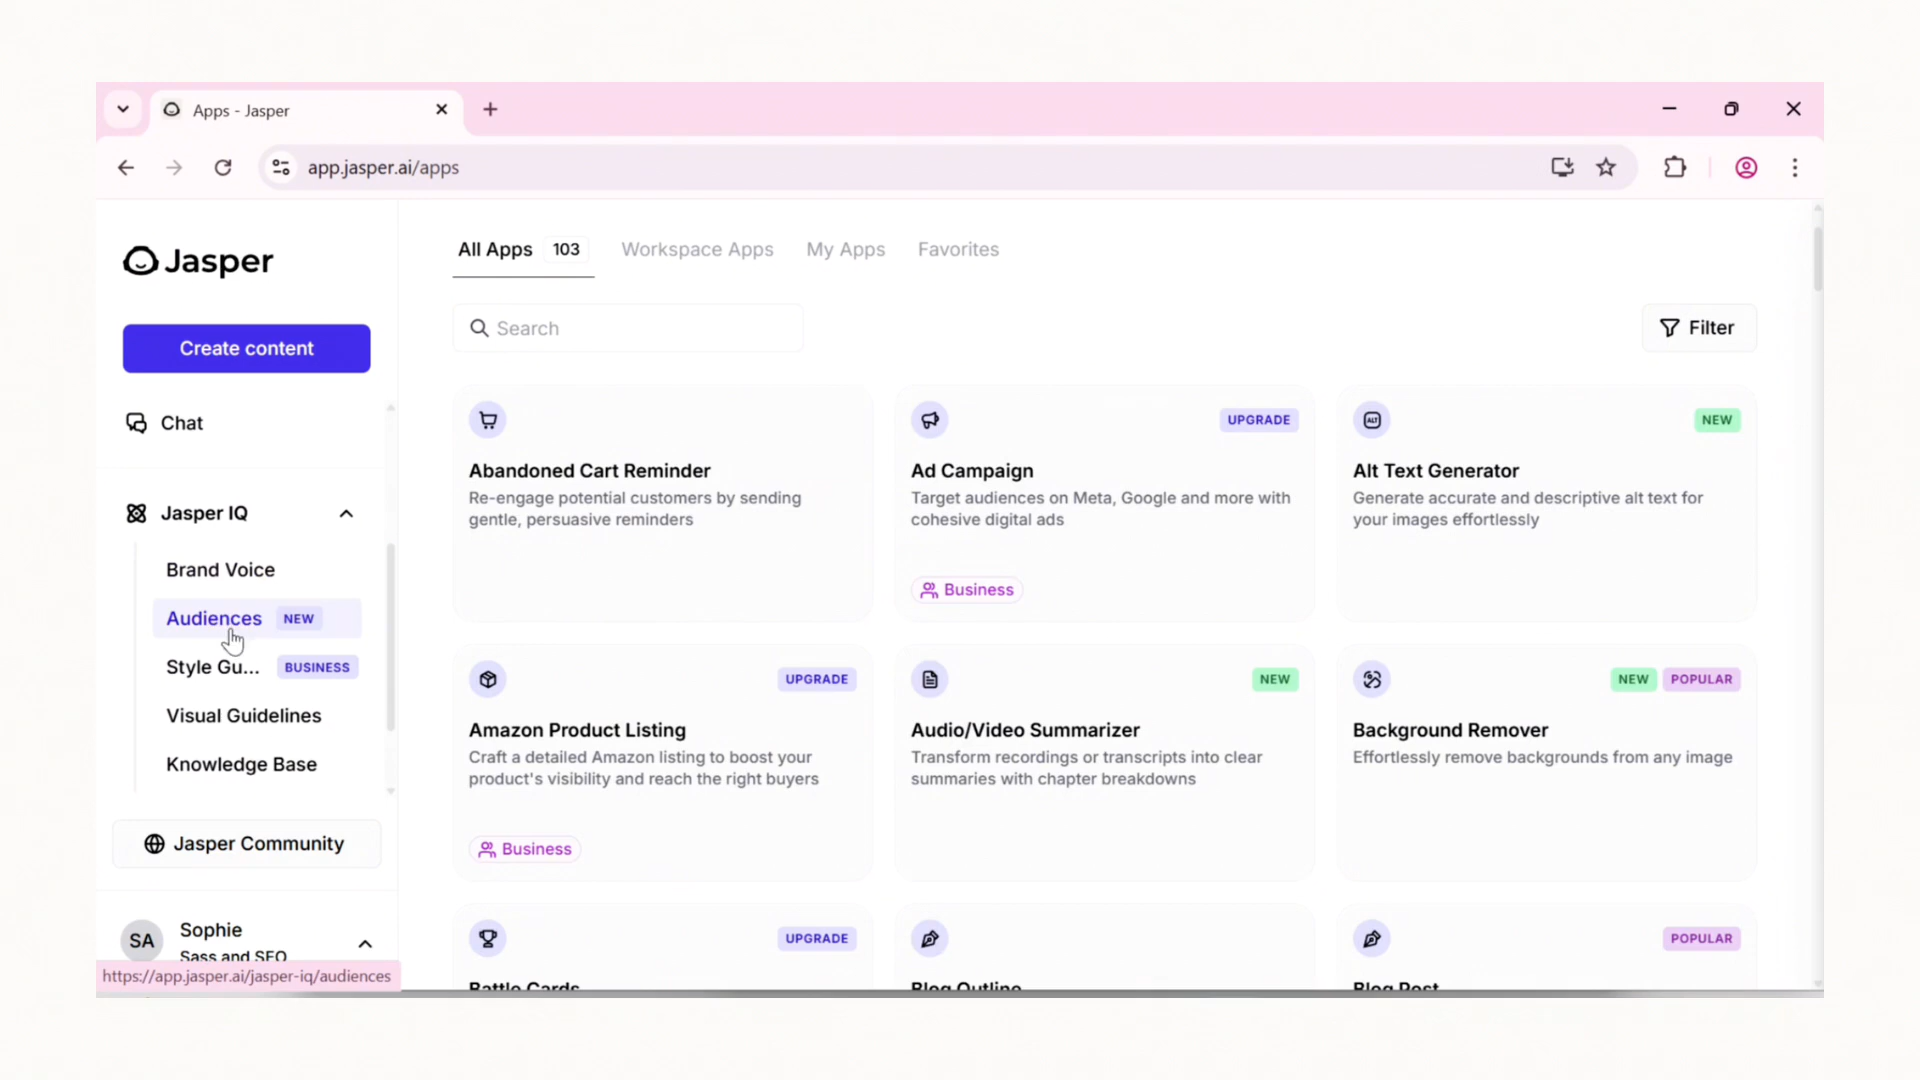 Apps - Jasper
app.jasper.ai/apps
Jasper
Create content
Chat
Jasper IQ
Brand Voice
Audiences NEW
Style Gu... BUSINESS
Visual Guidelines
Knowledge Base
Jasper Community
SA
Sophie
Sass and SEO
https://app.jasper.ai/jasper-iq/audiences
All Apps 103 Workspace Apps My Apps Favorites
Search
Filter
Abandoned Cart Reminder
Re-engage potential customers by sending
gentle, persuasive reminders
UPGRADE
Ad Campaign
Target audiences on Meta, Google and more with
cohesive digital ads
Business
ALT
NEW
Alt Text Generator
Generate accurate and descriptive alt text for
your images effortlessly
UPGRADE
Amazon Product Listing
Craft a detailed Amazon listing to boost your
product's visibility and reach the right buyers
Business
NEW
Audio/Video Summarizer
Transform recordings or transcripts into clear
summaries with chapter breakdowns
NEW POPULAR
Background Remover
Effortlessly remove backgrounds from any image
UPGRADE
Battle Cards
Blog Outline
POPULAR
Blog Post